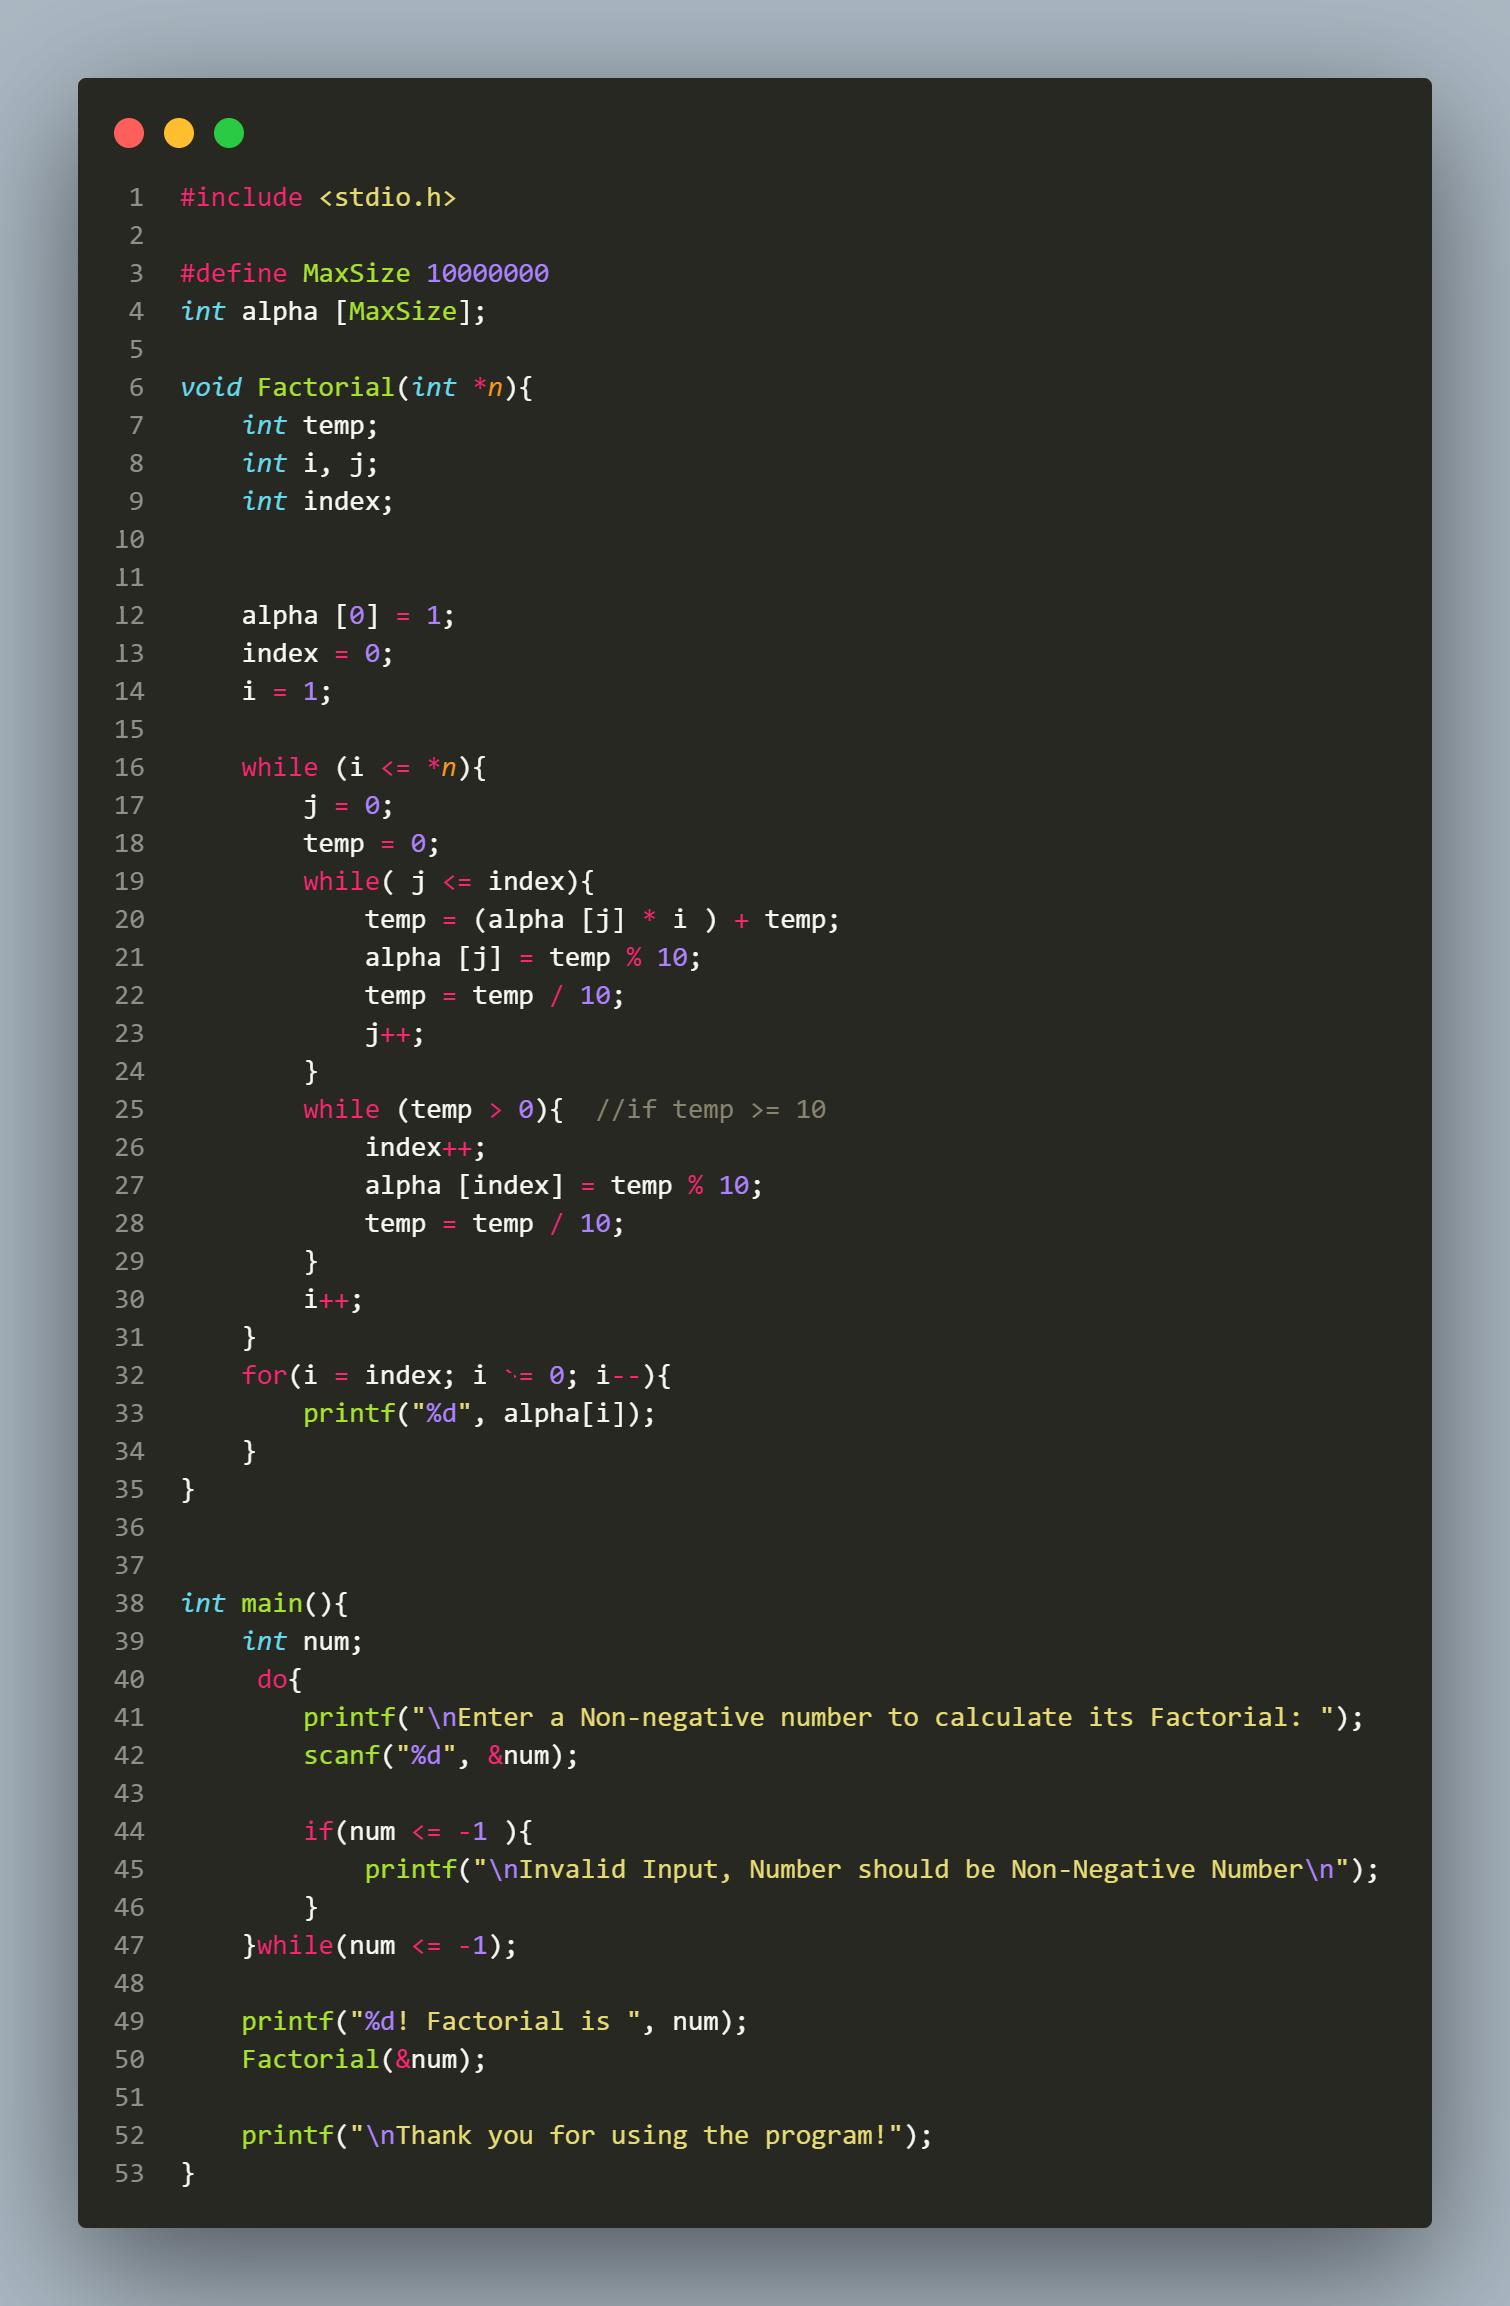 1 #include <stdio.h>
2
3 #define MaxSize 10000000
4 int alpha [MaxSize];
5
6 void Factorial(int *n){
7     int temp;
8     int i, j;
9     int index;
10
11
12     alpha [0] = 1;
13     index = 0;
14     i = 1;
15
16     while (i <= *n){
17         j = 0;
18         temp = 0;
19         while( j <= index){
20             temp = (alpha [j] * i ) + temp;
21             alpha [j] = temp % 10;
22             temp = temp / 10;
23             j++;
24         }
25         while (temp > 0){  //if temp >= 10
26             index++;
27             alpha [index] = temp % 10;
28             temp = temp / 10;
29         }
30         i++;
31     }
32     for(i = index; i >= 0; i--){
33         printf("%d", alpha[i]);
34     }
35 }
36
37
38 int main(){
39     int num;
40      do{
41         printf("\nEnter a Non-negative number to calculate its Factorial: ");
42         scanf("%d", &num);
43
44         if(num <= -1 ){
45             printf("\nInvalid Input, Number should be Non-Negative Number\n");
46         }
47     }while(num <= -1);
48
49     printf("%d! Factorial is ", num);
50     Factorial(&num);
51
52     printf("\nThank you for using the program!");
53 }